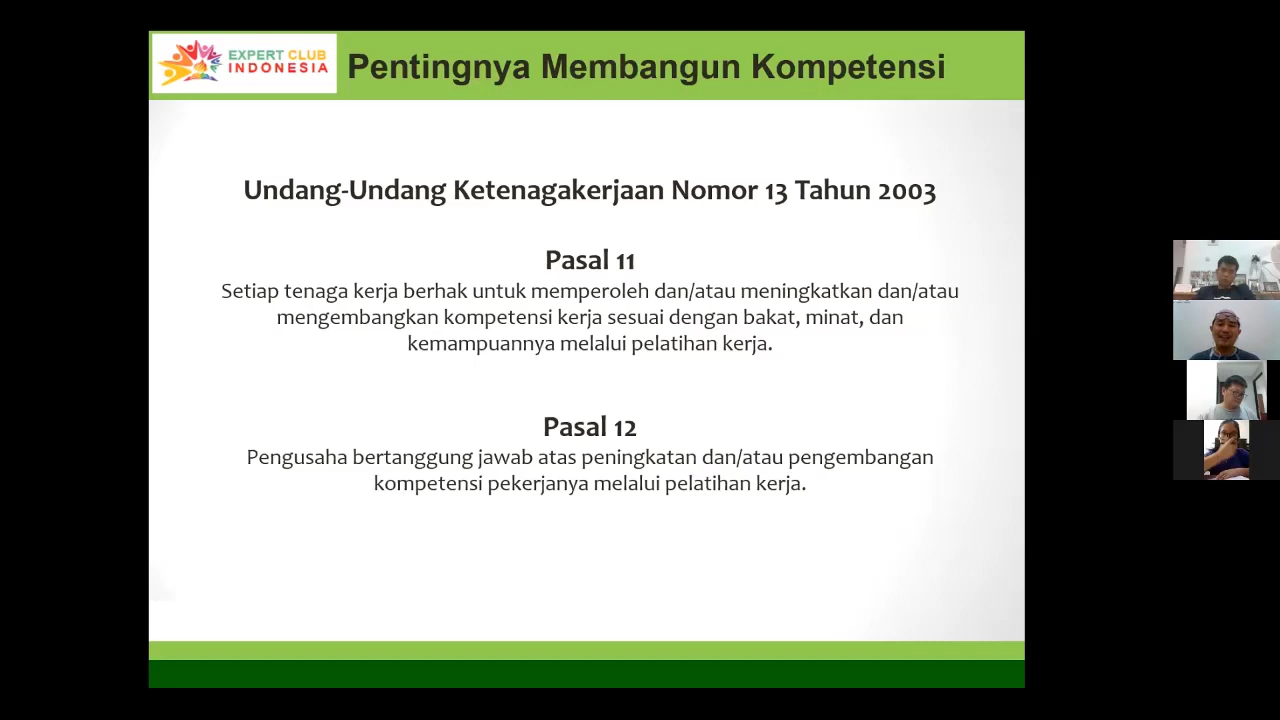 EXPERT CLUB
INDONESIA
Pentingnya Membangun Kompetensi
Undang-Undang Ketenagakerjaan Nomor 13 Tahun 2003
Pasal 11
Setiap tenaga kerja berhak untuk memperoleh dan/atau meningkatkan dan/atau
mengembangkan kompetensi kerja sesuai dengan bakat, minat, dan
kemampuannya melalui pelatihan kerja.
Pasal 12
Pengusaha bertanggung jawab atas peningkatan dan/atau pengembangan
kompetensi pekerjanya melalui pelatihan kerja.